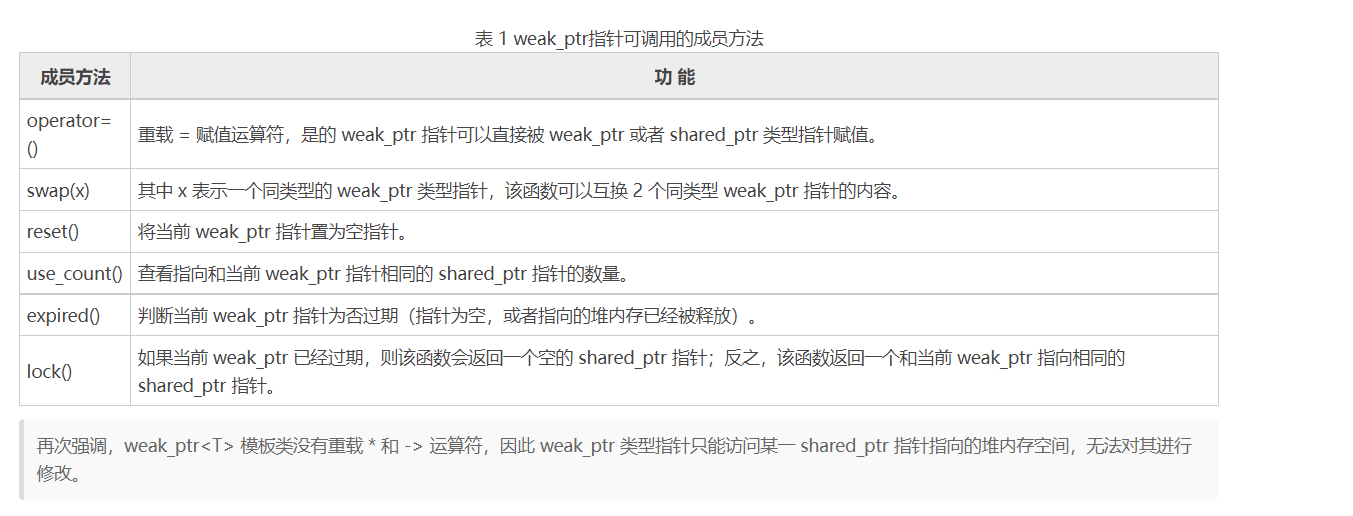 表 1 weak_ptr指针可调用的成员方法
成员方法 功 能
operator=
()
重载 = 赋值运算符，是的 weak_ptr 指针可以直接被 weak_ptr 或者 shared_ptr 类型指针赋值。
swap(x) 其中 x 表示一个同类型的 weak_ptr 类型指针，该函数可以互换 2 个同类型 weak_ptr 指针的内容。
reset() 将当前 weak_ptr 指针置为空指针。
use_count() 查看指向和当前 weak_ptr 指针相同的 shared_ptr 指针的数量。
expired() 判断当前 weak_ptr 指针为否过期（指针为空，或者指向的堆内存已经被释放）。
lock()
如果当前 weak_ptr 已经过期，则该函数会返回一个空的 shared_ptr 指针；反之，该函数返回一个和当前 weak_ptr 指向相同的
shared_ptr 指针。
再次强调，weak_ptr<T> 模板类没有重载 * 和 -> 运算符，因此 weak_ptr 类型指针只能访问某一 shared_ptr 指针指向的堆内存空间，无法对其进行
修改。